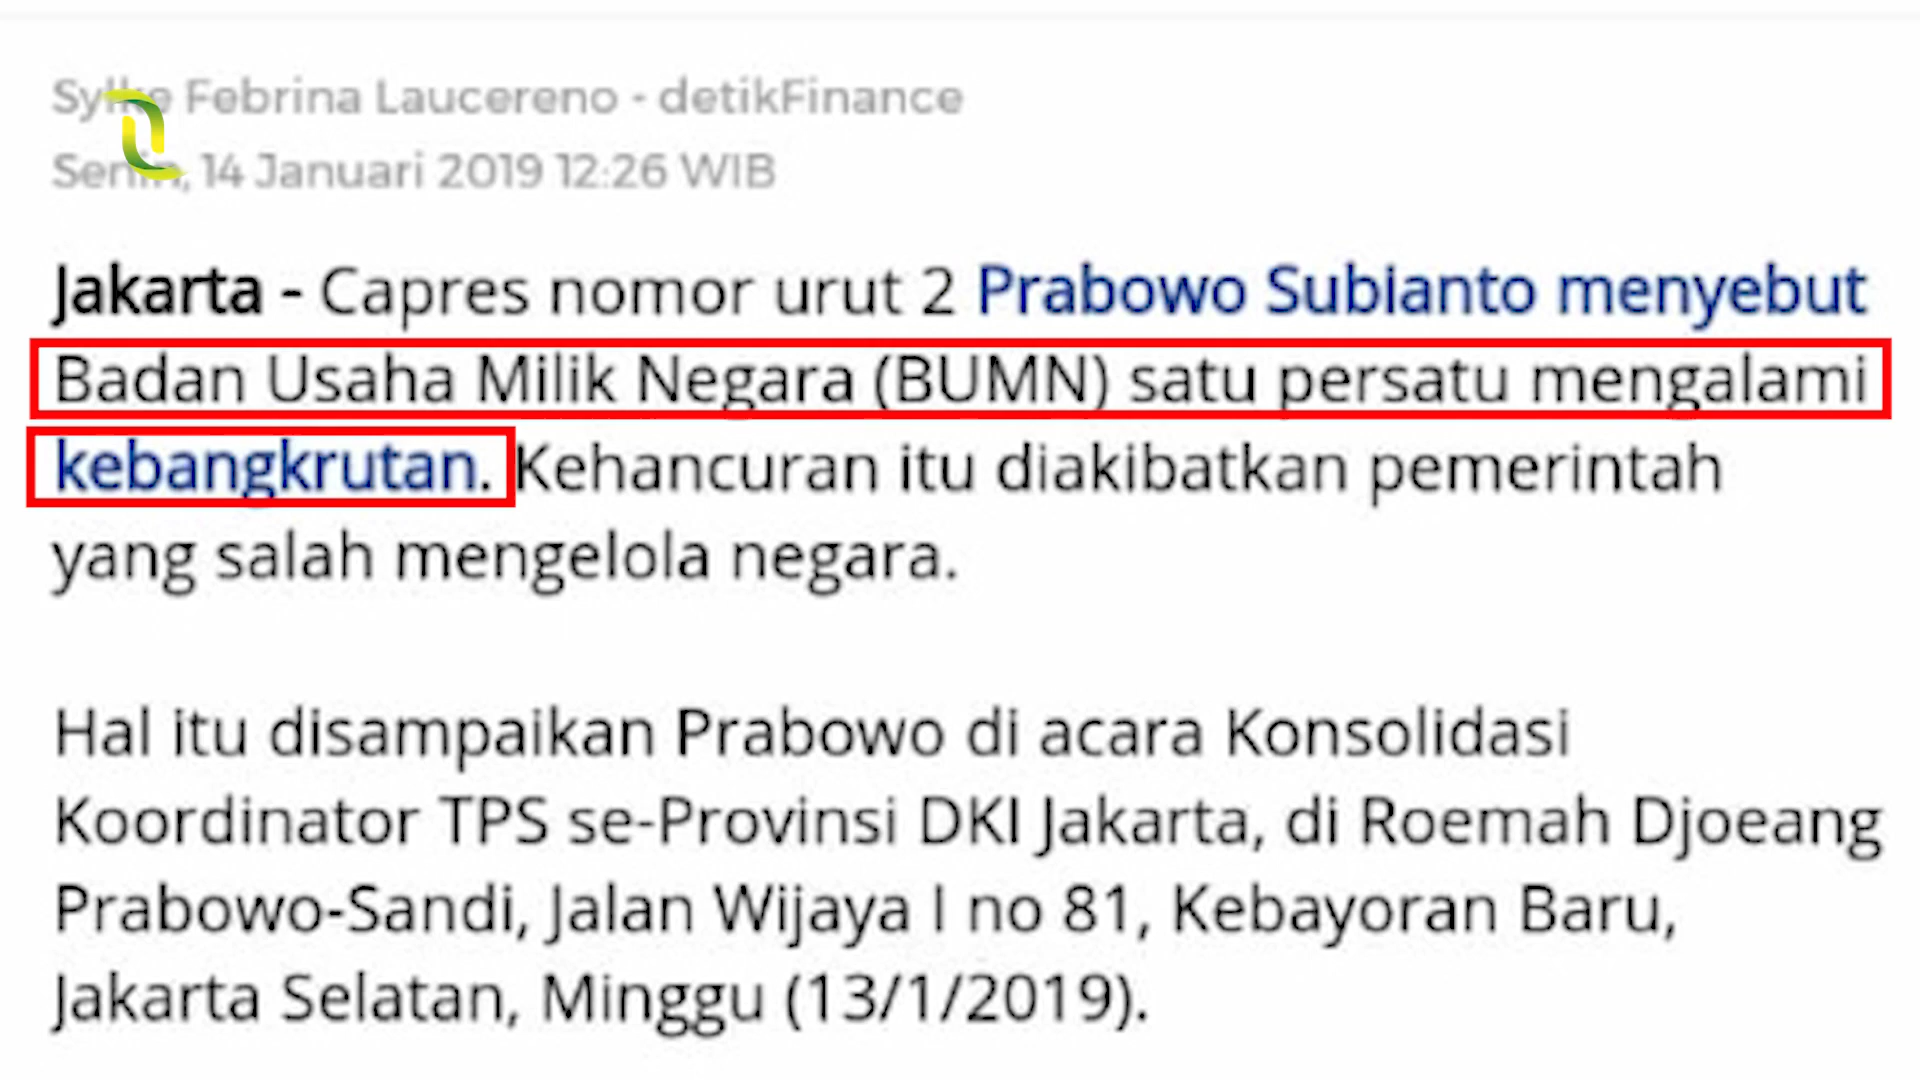 Sylke Febrina Laucereno - detikFinance
Senin, 14 Januari 2019 12:26 WIB
Jakarta - Capres nomor urut 2 Prabowo Subianto menyebut
Badan Usaha Milik Negara (BUMN) satu persatu mengalami
kebangkrutan. Kehancuran itu diakibatkan pemerintah
yang salah mengelola negara.
Hal itu disampaikan Prabowo di acara Konsolidasi
Koordinator TPS se-Provinsi DKI Jakarta, di Roemah Djoeang
Prabowo-Sandi, Jalan Wijaya I no 81, Kebayoran Baru,
Jakarta Selatan, Minggu (13/1/2019).